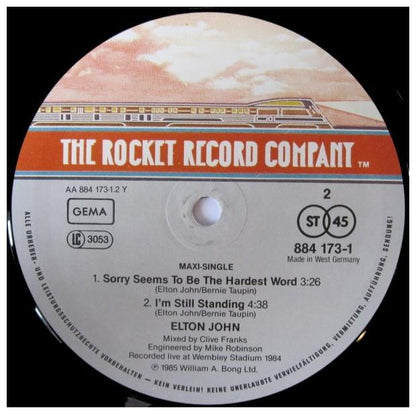 THE ROCKET RECORD COMPANY ™
AA 884 173-1.2 Y
2
GEMA
ST 45
LC 3053
884 173-1
Made in West Germany
MAXI-SINGLE
1. Sorry Seems To Be The Hardest Word 3:26
(Elton John/Bernie Taupin)
2. I'm Still Standing 4:38
(Elton John/Bernie Taupin)
ELTON JOHN
Mixed by Clive Franks
Engineered by Mike Robinson
Recorded live at Wembley Stadium 1984
℗ 1985 William A. Bong Ltd.
ALLE URHEBER- UND LEISTUNGSSCHUTZRECHTE VORBEHALTEN — KEIN VERLEIH! KEINE UNERLAUBTE VERVIELFÄLTIGUNG, VERMIETUNG, AUFFÜHRUNG, SENDUNG!